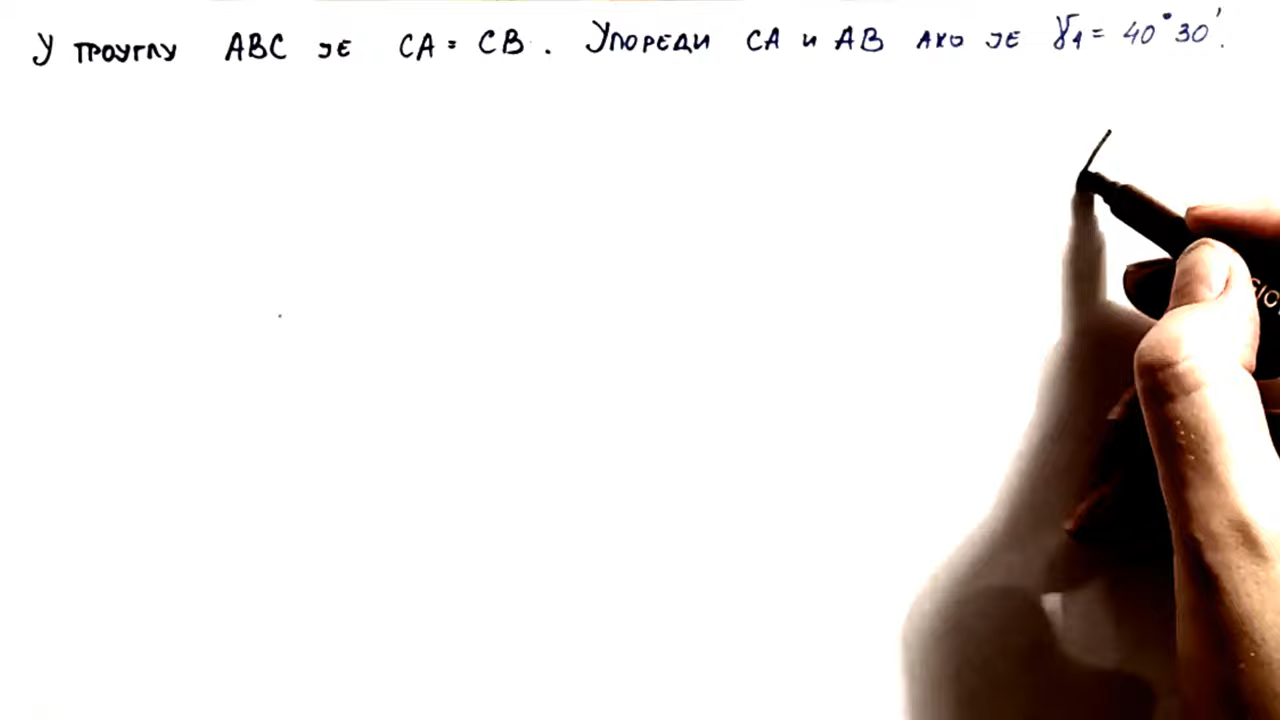 У троуглу ABC је CA = CB. Упореди CA и AB ако је γ₁ = 40°30'.